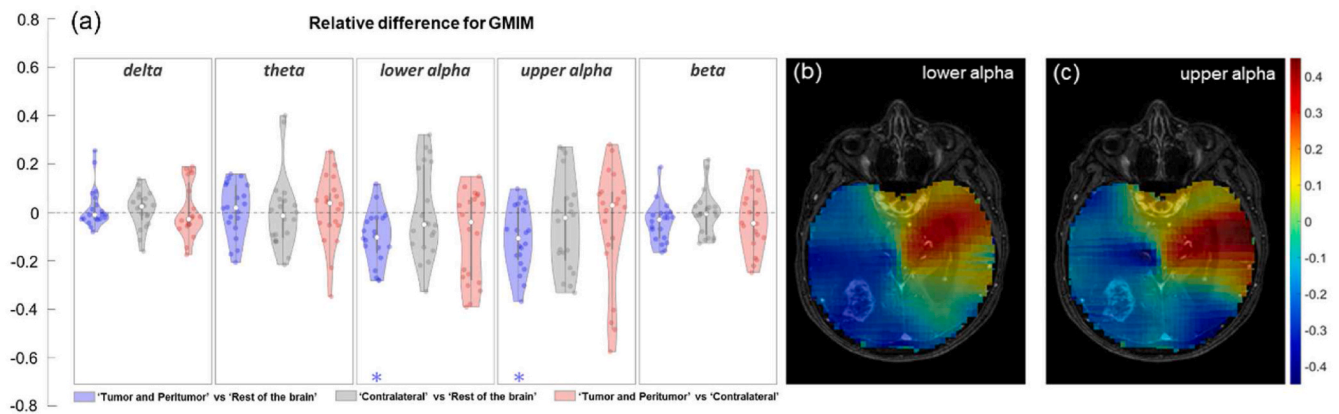 (a)
Relative difference for GMIM
0.8
0.6
0.4
0.2
0
-0.2
-0.4
-0.6
-0.8
delta
theta
lower alpha
upper alpha
beta
*
*
'Tumor and Peritumor' vs 'Rest of the brain'
'Contralateral' vs 'Rest of the brain'
'Tumor and Peritumor' vs 'Contralateral'
(b)
lower alpha
(c)
upper alpha
0.4
0.3
0.2
0.1
0
-0.1
-0.2
-0.3
-0.4